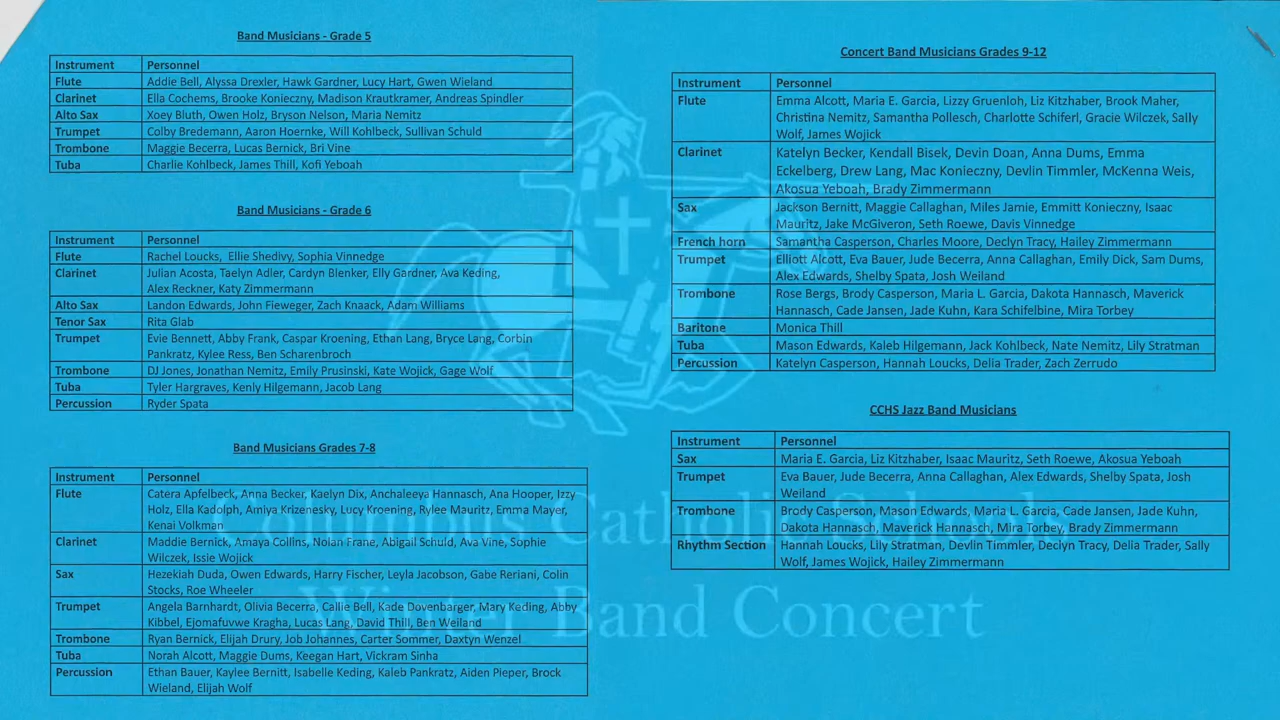 Band Musicians - Grade 5
Instrument Personnel
Flute Addie Bell, Alyssa Drexler, Hawk Gardner, Lucy Hart, Gwen Wieland
Clarinet Ella Cochems, Brooke Konieczny, Madison Krautkramer, Andreas Spindler
Alto Sax Xoey Bluth, Owen Holz, Bryson Nelson, Maria Nemitz
Trumpet Colby Bredemann, Aaron Hoernke, Will Kohlbeck, Sullivan Schuld
Trombone Maggie Becerra, Lucas Bernick, Bri Vine
Tuba Charlie Kohlbeck, James Thill, Kofi Yeboah
Band Musicians - Grade 6
Instrument Personnel
Flute Rachel Loucks, Ellie Shedivy, Sophia Vinnedge
Clarinet Julian Acosta, Taelyn Adler, Cardyn Blenker, Elly Gardner, Ava Keding,
Alex Reckner, Katy Zimmermann
Alto Sax Landon Edwards, John Fieweger, Zach Knaack, Adam Williams
Tenor Sax Rita Glab
Trumpet Evie Bennett, Abby Frank, Caspar Kroening, Ethan Lang, Bryce Lang, Corbin
Pankratz, Kylee Ress, Ben Scharenbroch
Trombone DJ Jones, Jonathan Nemitz, Emily Prusinski, Kate Wojick, Gage Wolf
Tuba Tyler Hargraves, Kenly Hilgemann, Jacob Lang
Percussion Ryder Spata
Band Musicians Grades 7-8
Instrument Personnel
Flute Catera Apfelbeck, Anna Becker, Kaelyn Dix, Anchaleeya Hannasch, Ana Hooper, Izzy
Holz, Ella Kadolph, Amiya Krizenesky, Lucy Kroening, Rylee Mauritz, Emma Mayer,
Kenai Volkman
Clarinet Maddie Bernick, Amaya Collins, Nolan Frane, Abigail Schuld, Ava Vine, Sophie
Wilczek, Issie Wojick
Sax Hezekiah Duda, Owen Edwards, Harry Fischer, Leyla Jacobson, Gabe Reriani, Colin
Stocks, Roe Wheeler
Trumpet Angela Barnhardt, Olivia Becerra, Callie Bell, Kade Dovenbarger, Mary Keding, Abby
Kibbel, Ejomafuvwe Kragha, Lucas Lang, David Thill, Ben Weiland
Trombone Ryan Bernick, Elijah Drury, Job Johannes, Carter Sommer, Daxtyn Wenzel
Tuba Norah Alcott, Maggie Dums, Keegan Hart, Vickram Sinha
Percussion Ethan Bauer, Kaylee Bernitt, Isabelle Keding, Kaleb Pankratz, Aiden Pieper, Brock
Wieland, Elijah Wolf
Concert Band Musicians Grades 9-12
Instrument Personnel
Flute Emma Alcott, Maria E. Garcia, Lizzy Gruenloh, Liz Kitzhaber, Brook Maher,
Christina Nemitz, Samantha Pollesch, Charlotte Schiferl, Gracie Wilczek, Sally
Wolf, James Wojick
Clarinet Katelyn Becker, Kendall Bisek, Devin Doan, Anna Dums, Emma
Eckelberg, Drew Lang, Mac Konieczny, Devlin Timmler, McKenna Weis,
Akosua Yeboah, Brady Zimmermann
Sax Jackson Bernitt, Maggie Callaghan, Miles Jamie, Emmitt Konieczny, Isaac
Mauritz, Jake McGiveron, Seth Roewe, Davis Vinnedge
French horn Samantha Casperson, Charles Moore, Declyn Tracy, Hailey Zimmermann
Trumpet Elliott Alcott, Eva Bauer, Jude Becerra, Anna Callaghan, Emily Dick, Sam Dums,
Alex Edwards, Shelby Spata, Josh Weiland
Trombone Rose Bergs, Brody Casperson, Maria L. Garcia, Dakota Hannasch, Maverick
Hannasch, Cade Jansen, Jade Kuhn, Kara Schifelbine, Mira Torbey
Baritone Monica Thill
Tuba Mason Edwards, Kaleb Hilgemann, Jack Kohlbeck, Nate Nemitz, Lily Stratman
Percussion Katelyn Casperson, Hannah Loucks, Delia Trader, Zach Zerrudo
CCHS Jazz Band Musicians
Instrument Personnel
Sax Maria E. Garcia, Liz Kitzhaber, Isaac Mauritz, Seth Roewe, Akosua Yeboah
Trumpet Eva Bauer, Jude Becerra, Anna Callaghan, Alex Edwards, Shelby Spata, Josh
Weiland
Trombone Brody Casperson, Mason Edwards, Maria L. Garcia, Cade Jansen, Jade Kuhn,
Dakota Hannasch, Maverick Hannasch, Mira Torbey, Brady Zimmermann
Rhythm Section Hannah Loucks, Lily Stratman, Devlin Timmler, Declyn Tracy, Delia Trader, Sally
Wolf, James Wojick, Hailey Zimmermann
Columbus Catholic Schools
Winter Band Concert